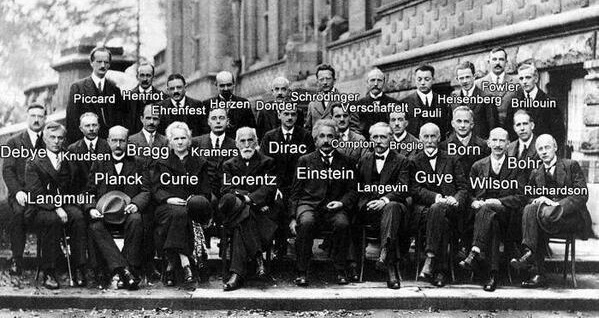 Piccard Henriot Ehrenfest Herzen Donder Schrödinger Verschaffelt Pauli Heisenberg Fowler Brillouin
Debye Knudsen Bragg Kramers Dirac Compton Broglie Born Bohr
Langmuir Planck Curie Lorentz Einstein Langevin Guye Wilson Richardson